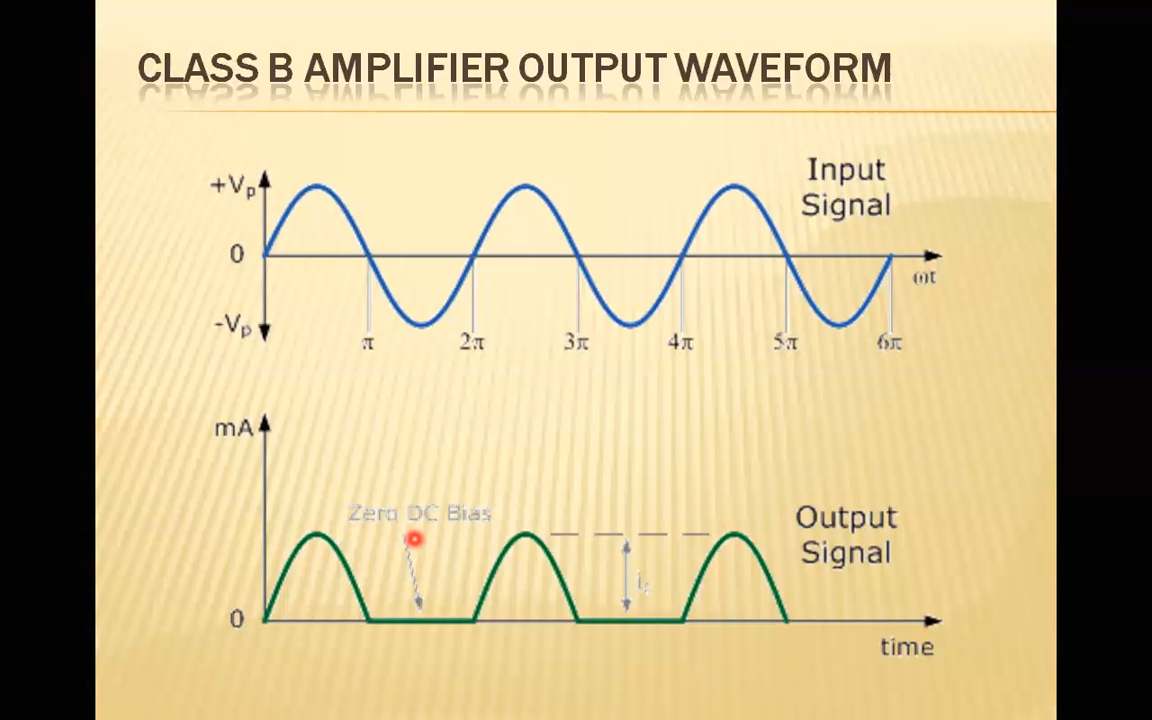 CLASS B AMPLIFIER OUTPUT WAVEFORM
Input
Signal
+Vp
0
-Vp
ωt
π
2π
3π
4π
5π
6π
mA
Zero DC Bias
Output
Signal
0
time